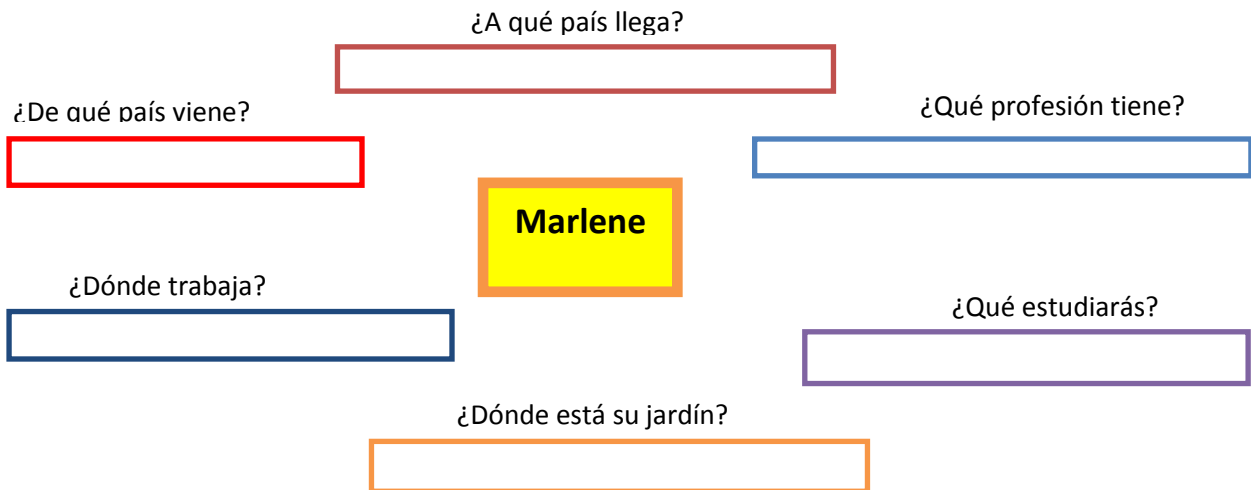 ¿A qué país llega?
¿De qué país viene?
¿Qué profesión tiene?
Marlene
¿Dónde trabaja?
¿Qué estudiarás?
¿Dónde está su jardín?